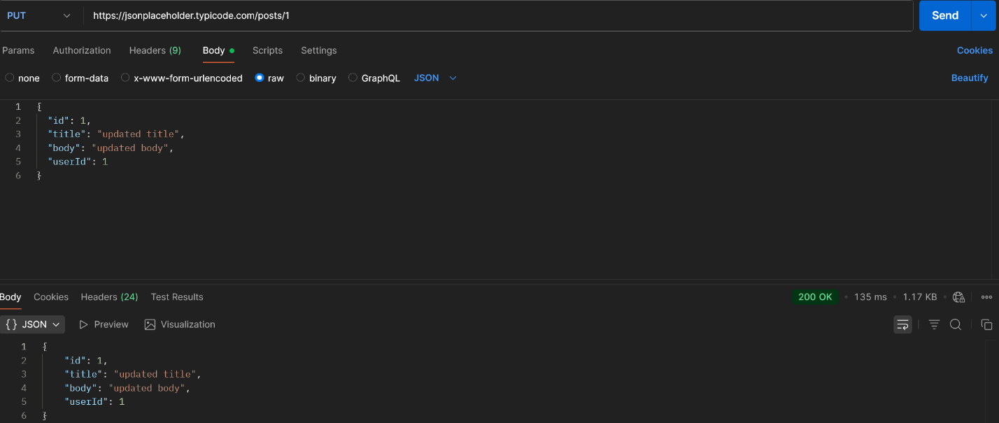 PUT https://jsonplaceholder.typicode.com/posts/1 Send
Params Authorization Headers (9) Body Scripts Settings Cookies
none form-data x-www-form-urlencoded raw binary GraphQL JSON Beautify
1 {
2 "id": 1,
3 "title": "updated title",
4 "body": "updated body",
5 "userId": 1
6 }
Body Cookies Headers (24) Test Results 200 OK • 135 ms • 1.17 KB •
{} JSON Preview Visualization
1 {
2 "id": 1,
3 "title": "updated title",
4 "body": "updated body",
5 "userId": 1
6 }